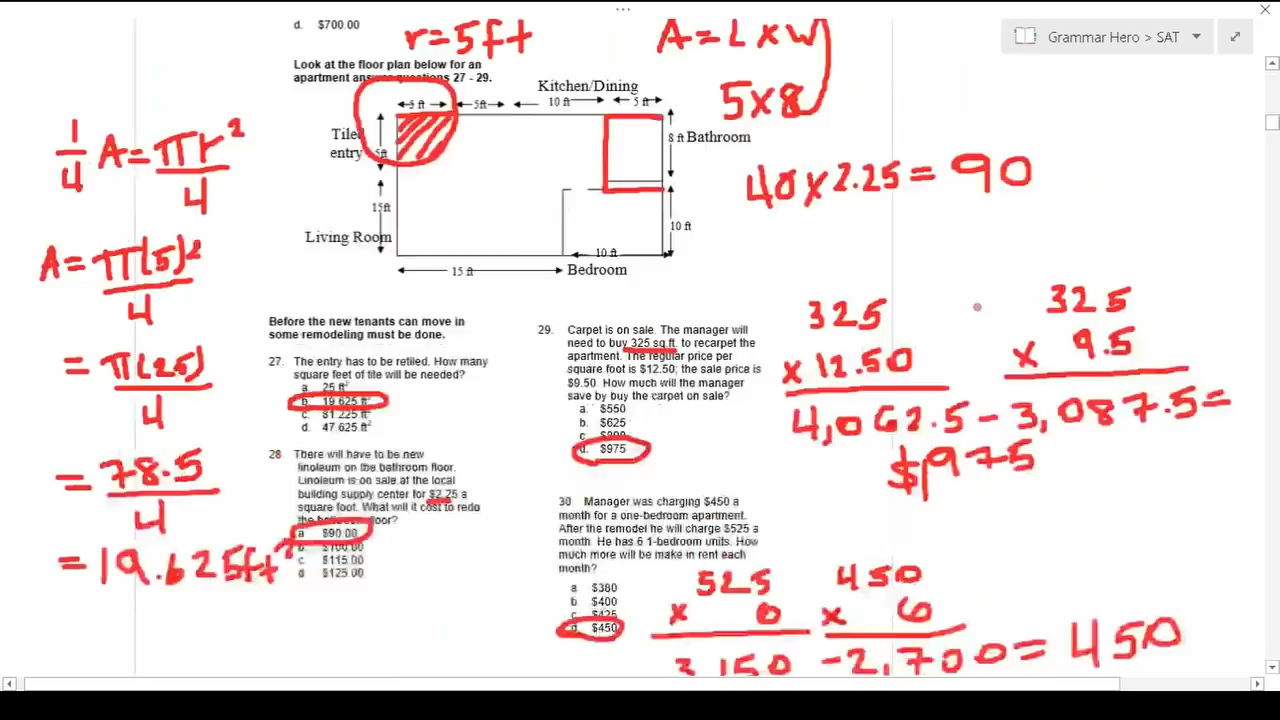 d. $700.00
r=5ft
A=L x W
5x8
Grammar Hero > SAT
Look at the floor plan below for an
apartment answer questions 27 - 29.
Kitchen/Dining
5 ft
5ft
10 ft
5 ft
Tiled
entry
5ft
8 ft Bathroom
15ft
10 ft
Living Room
10 ft
15 ft
Bedroom
1/4 A = πr²/4
A = π(5)²/4
= π(25)/4
= 78.5/4
= 19.625ft²
40x2.25=90
Before the new tenants can move in
some remodeling must be done.
27. The entry has to be retiled. How many
square feet of tile will be needed?
a. 25 ft²
b. 19.625 ft²
c. 81.225 ft²
d. 47.625 ft²
28 There will have to be new
linoleum on the bathroom floor.
Linoleum is on sale at the local
building supply center for $2.25 a
square foot. What will it cost to redo
the floor?
a $90.00
b. $100.00
c $115.00
d $125.00
29. Carpet is on sale. The manager will
need to buy 325 sq.ft. to recarpet the
apartment. The regular price per
square foot is $12.50; the sale price is
$9.50. How much will the manager
save by buy the carpet on sale?
a. $550
b. $625
c.
d. $975
325
x 12.50
325
x 9.5
4,062.5 - 3,087.5 =
$975
30 Manager was charging $450 a
month for a one-bedroom apartment.
After the remodel he will charge $525 a
month. He has 6 1-bedroom units. How
much more will be make in rent each
month?
a $380
b $400
c $425
d. $450
525
x 6
450
x 6
3,150 - 2,700 = 450